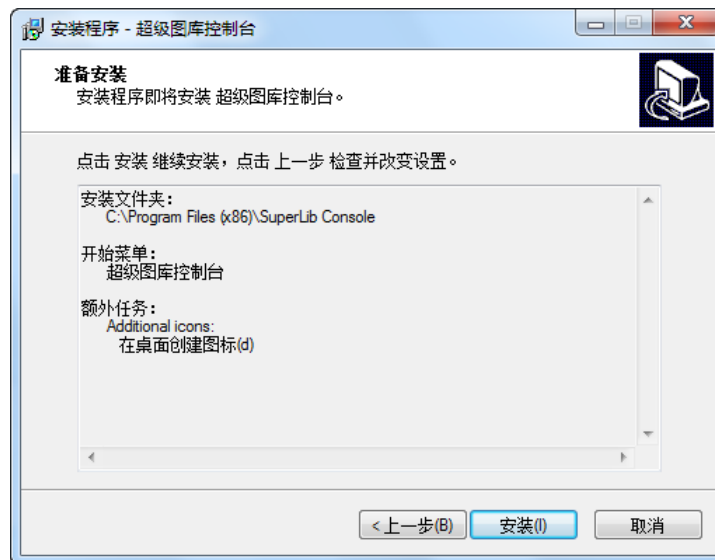 安装程序 - 超级图库控制台
准备安装
安装程序即将安装 超级图库控制台。
点击 安装 继续安装，点击 上一步 检查并改变设置。
安装文件夹：
C:\Program Files (x86)\SuperLib Console
开始菜单：
超级图库控制台
额外任务：
Additional icons:
在桌面创建图标(d)
<上一步(B) 安装(I) 取消